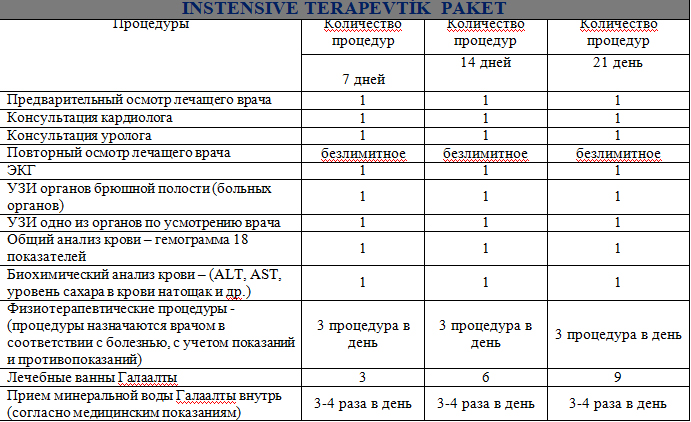 INSTENSIVE TERAPEVTİK PAKET
Процедуры
Количество процедур
Количество процедур
Количество процедур
7 дней
14 дней
21 день
Предварительный осмотр лечащего врача 1 1 1
Консультация кардиолога 1 1 1
Консультация уролога 1 1 1
Повторный осмотр лечащего врача безлимитное безлимитное безлимитное
ЭКГ 1 1 1
УЗИ органов брюшной полости (больных
органов) 1 1 1
УЗИ одно из органов по усмотрению врача 1 1 1
Общий анализ крови – гемограмма 18
показателей 1 1 1
Биохимический анализ крови – (ALT, AST,
уровень сахара в крови натощак и др.) 1 1 1
Физиотерапевтические процедуры -
(процедуры назначаются врачом в
соответствии с болезнью, с учетом показаний
и противопоказаний)
3 процедура в
день
3 процедура в
день
3 процедура в день
Лечебные ванны Галаалты 3 6 9
Прием минеральной воды Галаалты внутрь
(согласно медицинским показаниям) 3-4 раза в день 3-4 раза в день 3-4 раза в день